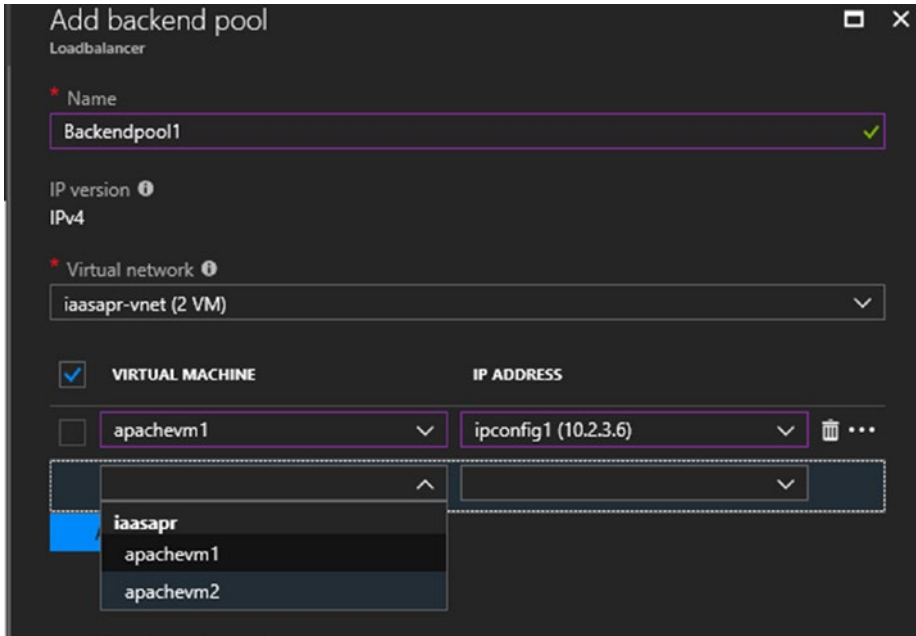 Add backend pool
Loadbalancer
* Name
Backendpool1
IP version
IPv4
* Virtual network
iaasapr-vnet (2 VM)
VIRTUAL MACHINE IP ADDRESS
apachevm1 ipconfig1 (10.2.3.6)
iaasapr
apachevm1
apachevm2